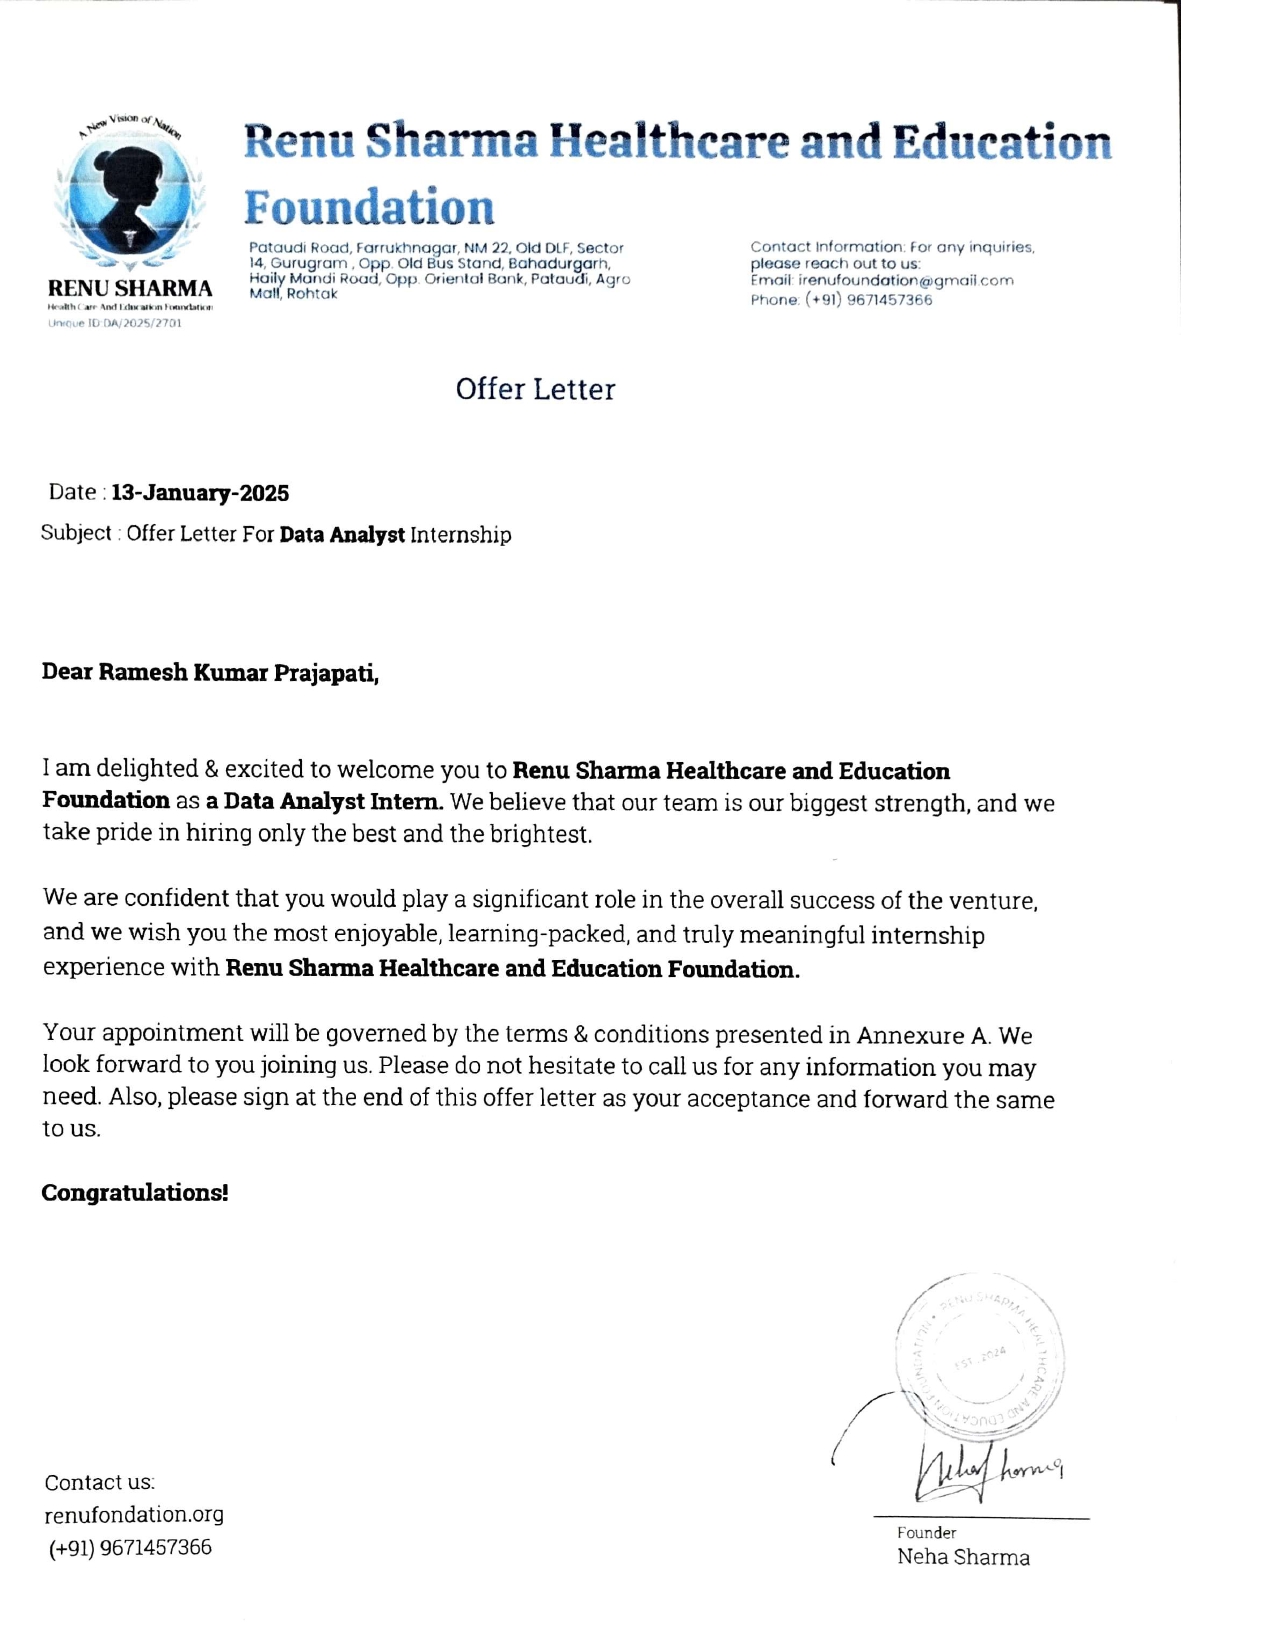 A New Vision of Nation
RENU SHARMA
Health Care And Education Foundation
Unique ID:DA/2025/2701
Renu Sharma Healthcare and Education
Foundation
Pataudi Road, Farrukhnagar, NM 22, Old DLF, Sector
14, Gurugram , Opp. Old Bus Stand, Bahadurgarh,
Haily Mandi Road, Opp. Oriental Bank, Pataudi, Agro
Mall, Rohtak
Contact Information: For any inquiries,
please reach out to us:
Email: irenufoundation@gmail.com
Phone: (+91) 9671457366
Offer Letter
Date : 13-January-2025
Subject : Offer Letter For Data Analyst Internship
Dear Ramesh Kumar Prajapati,
I am delighted & excited to welcome you to Renu Sharma Healthcare and Education
Foundation as a Data Analyst Intern. We believe that our team is our biggest strength, and we
take pride in hiring only the best and the brightest.
We are confident that you would play a significant role in the overall success of the venture,
and we wish you the most enjoyable, learning-packed, and truly meaningful internship
experience with Renu Sharma Healthcare and Education Foundation.
Your appointment will be governed by the terms & conditions presented in Annexure A. We
look forward to you joining us. Please do not hesitate to call us for any information you may
need. Also, please sign at the end of this offer letter as your acceptance and forward the same
to us.
Congratulations!
RENU SHARMA HEALTHCARE AND EDUCATION FOUNDATION
EST. 2024
Neha Sharma
Contact us:
renufondation.org
(+91) 9671457366
Founder
Neha Sharma